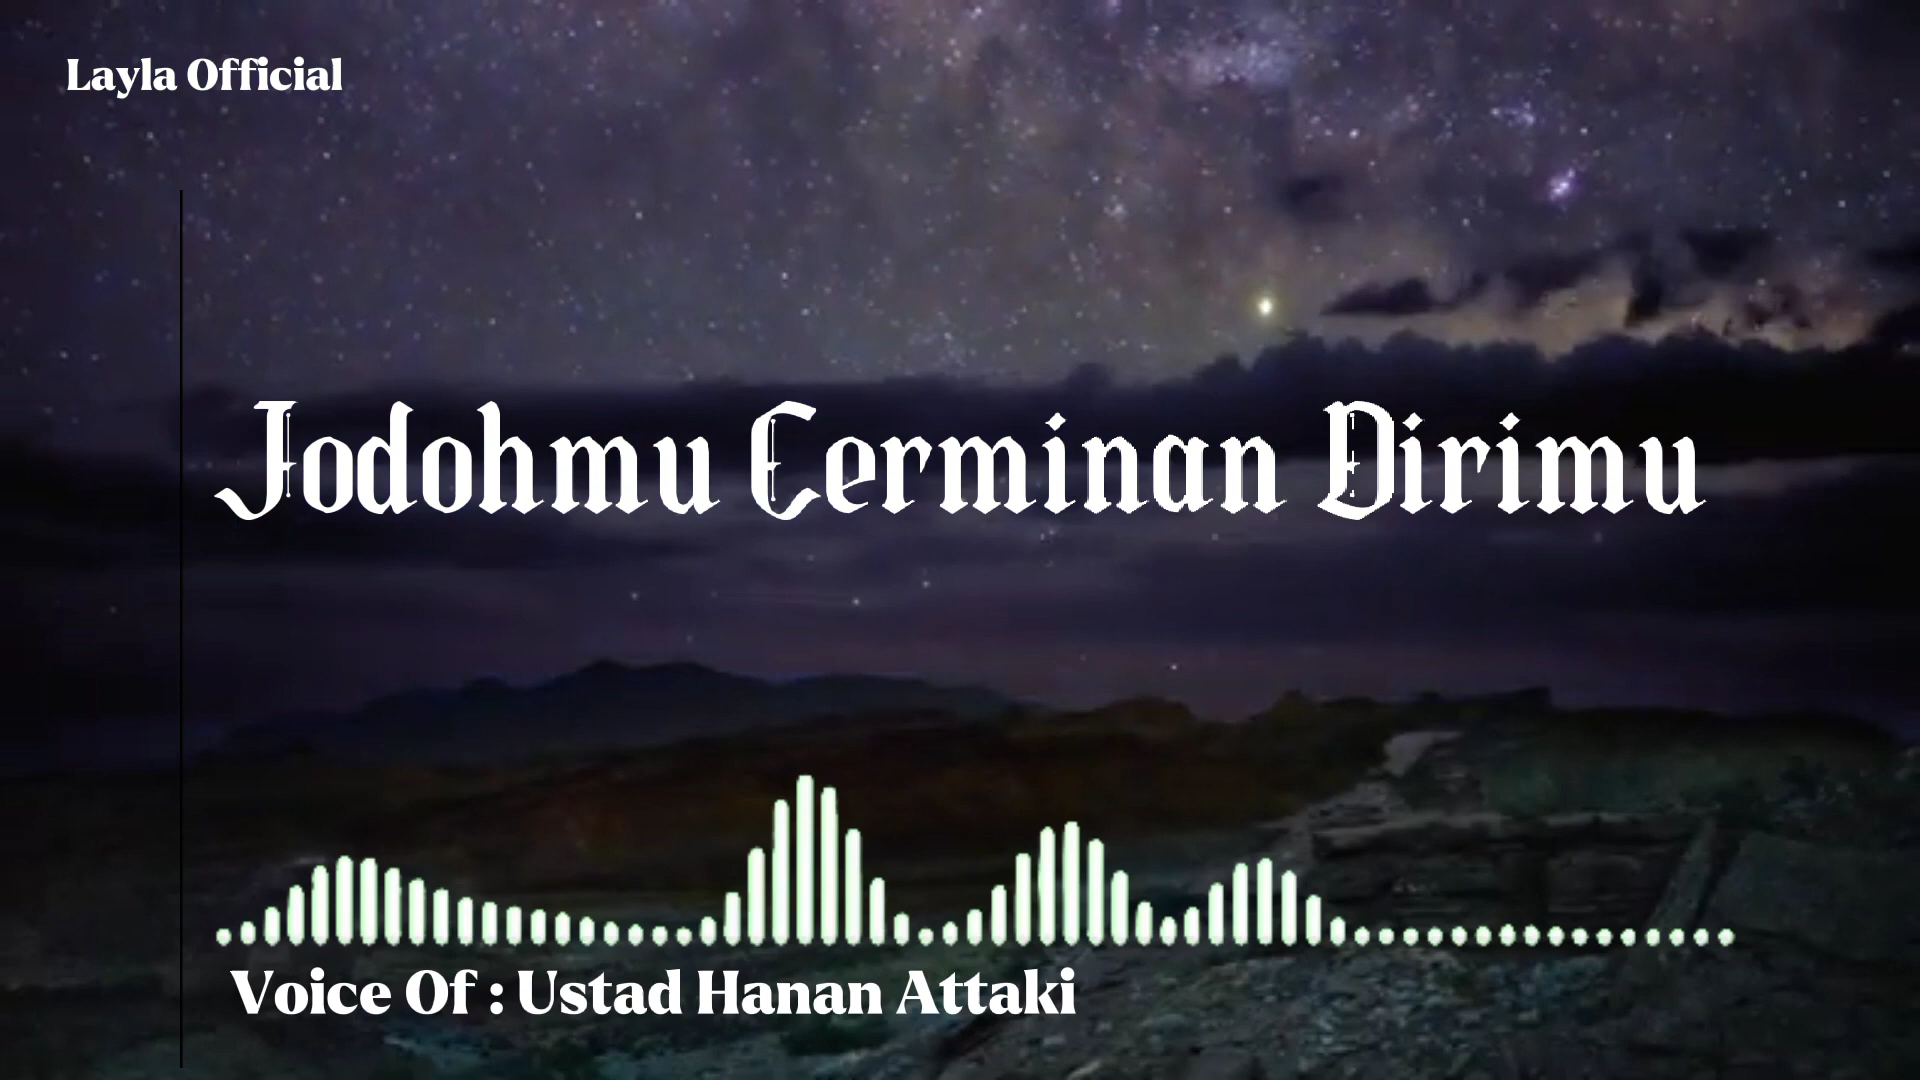 Layla Official
Jodohmu Cerminan Dirimu
Voice Of : Ustad Hanan Attaki